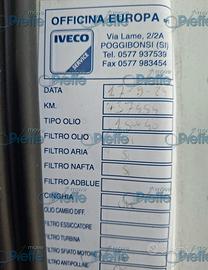 OFFICINA EUROPA
IVECO
SERVICE
Via Lame, 2/2A
POGGIBONSI (SI)
Tel. 0577 937539
Fax 0577 983454
DATA
KM.
TIPO OLIO
FILTRO OLIO
FILTRO ARIA
FILTRO NAFTA
FILTRO ADBLUE
CINGHIA
OLIO CAMBIO DIFF.
FILTRO ESSICCATORE
FILTRO TURBINA
FILTRO SFIATO MOTORE
FILTRO ANTIPOLLINE